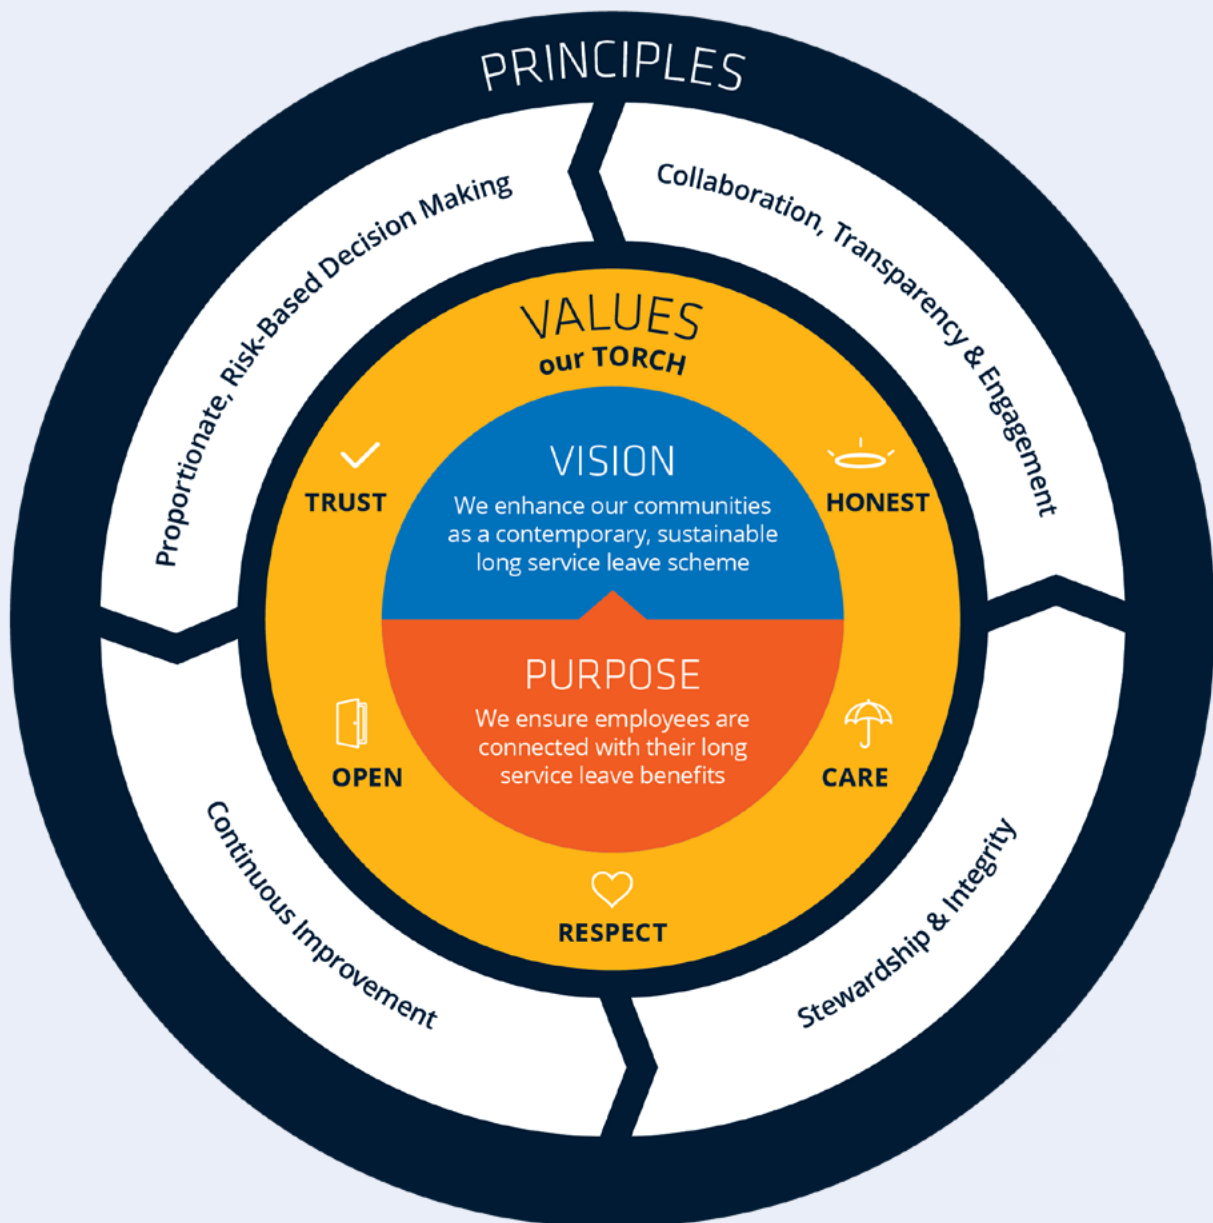 PRINCIPLES
Proportionate, Risk-Based Decision Making
Collaboration, Transparency & Engagement
VALUES
our TORCH
VISION
We enhance our communities
as a contemporary, sustainable
long service leave scheme
TRUST
HONEST
PURPOSE
We ensure employees are
connected with their long
service leave benefits
OPEN
CARE
RESPECT
Continuous Improvement
Stewardship & Integrity